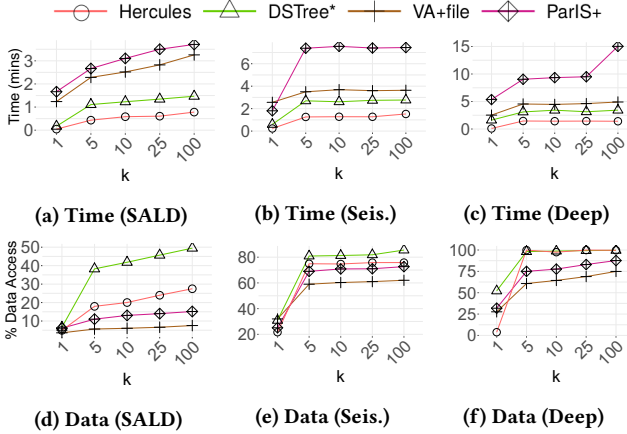 Hercules DSTree* VA+file ParIS+
Time (mins)
3
2
1
0
1 5 10 25 100
k
(a) Time (SALD)
6
4
2
0
1 5 10 25 100
k
(b) Time (Seis.)
15
10
5
0
1 5 10 25 100
k
(c) Time (Deep)
% Data Access
50
40
30
20
10
1 5 10 25 100
k
(d) Data (SALD)
80
60
40
20
1 5 10 25 100
k
(e) Data (Seis.)
100
75
50
25
0
1 5 10 25 100
k
(f) Data (Deep)